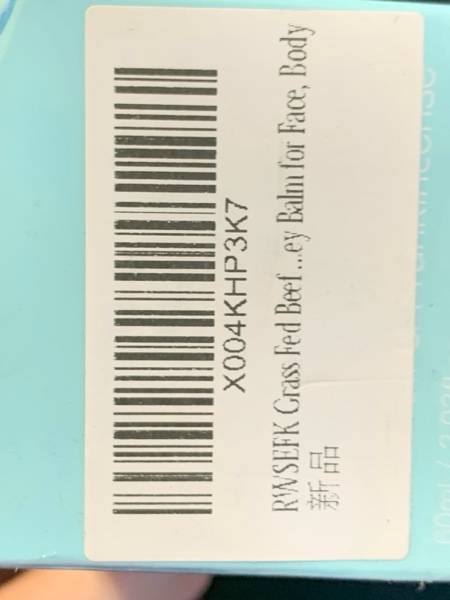 X004KHP3K7
RWSEFK Grass Fed Beef...ey Balm for Face, Body
新品